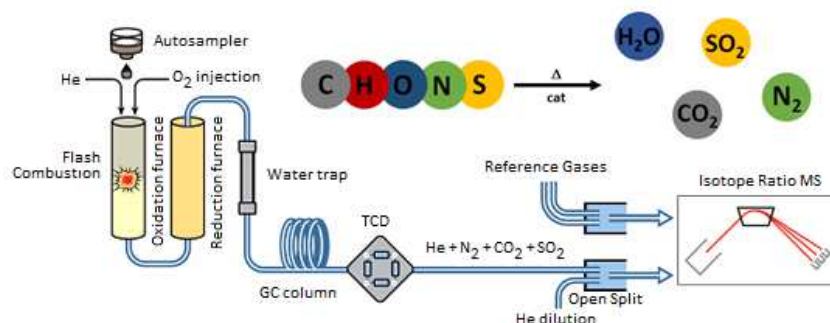 Autosampler
He
O₂ injection
C H O N S
Δ
cat
H₂O
SO₂
CO₂
N₂
Flash
Combustion
Oxidation furnace
Reduction furnace
Water trap
GC column
TCD
He + N₂ + CO₂ + SO₂
Reference Gases
Isotope Ratio MS
Open Split
He dilution